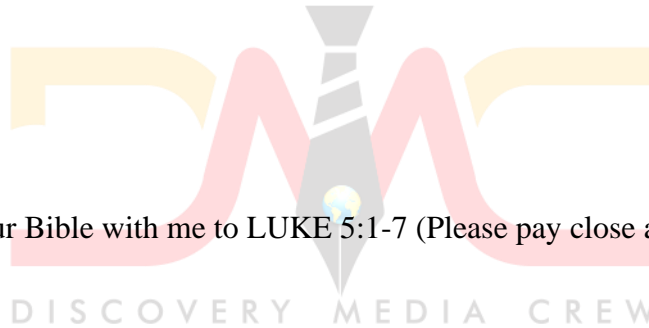 ur Bible with me to LUKE 5:1-7 (Please pay close a
DISCOVERY MEDIA CREW